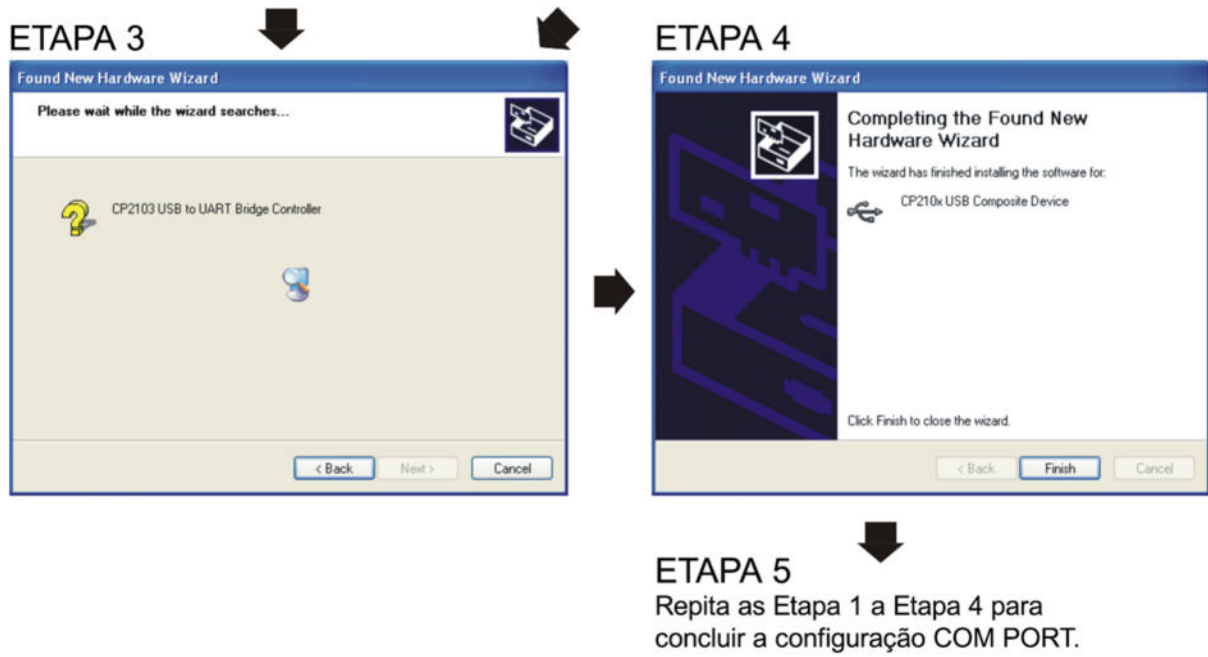 ETAPA 3
Found New Hardware Wizard
Please wait while the wizard searches...
CP2103 USB to UART Bridge Controller
< Back
Next >
Cancel
ETAPA 4
Found New Hardware Wizard
Completing the Found New
Hardware Wizard
The wizard has finished installing the software for:
CP210x USB Composite Device
Click Finish to close the wizard.
< Back
Finish
Cancel
ETAPA 5
Repita as Etapa 1 a Etapa 4 para
concluir a configuração COM PORT.